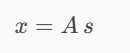 x = A s